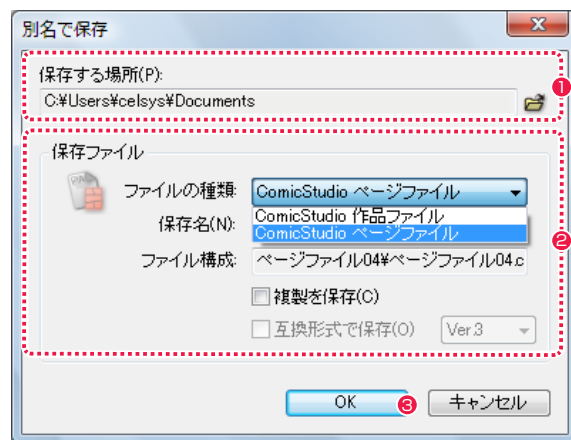 別名で保存
保存する場所(P):
C:¥Users¥celsys¥Documents
❶
保存ファイル
ファイルの種類: ComicStudio ページファイル
保存名(N): ComicStudio 作品ファイル
ComicStudio ページファイル
❷
ファイル構成: ページファイル04¥ページファイル04.c
複製を保存(C)
互換形式で保存(O) Ver.3
OK ❸ キャンセル